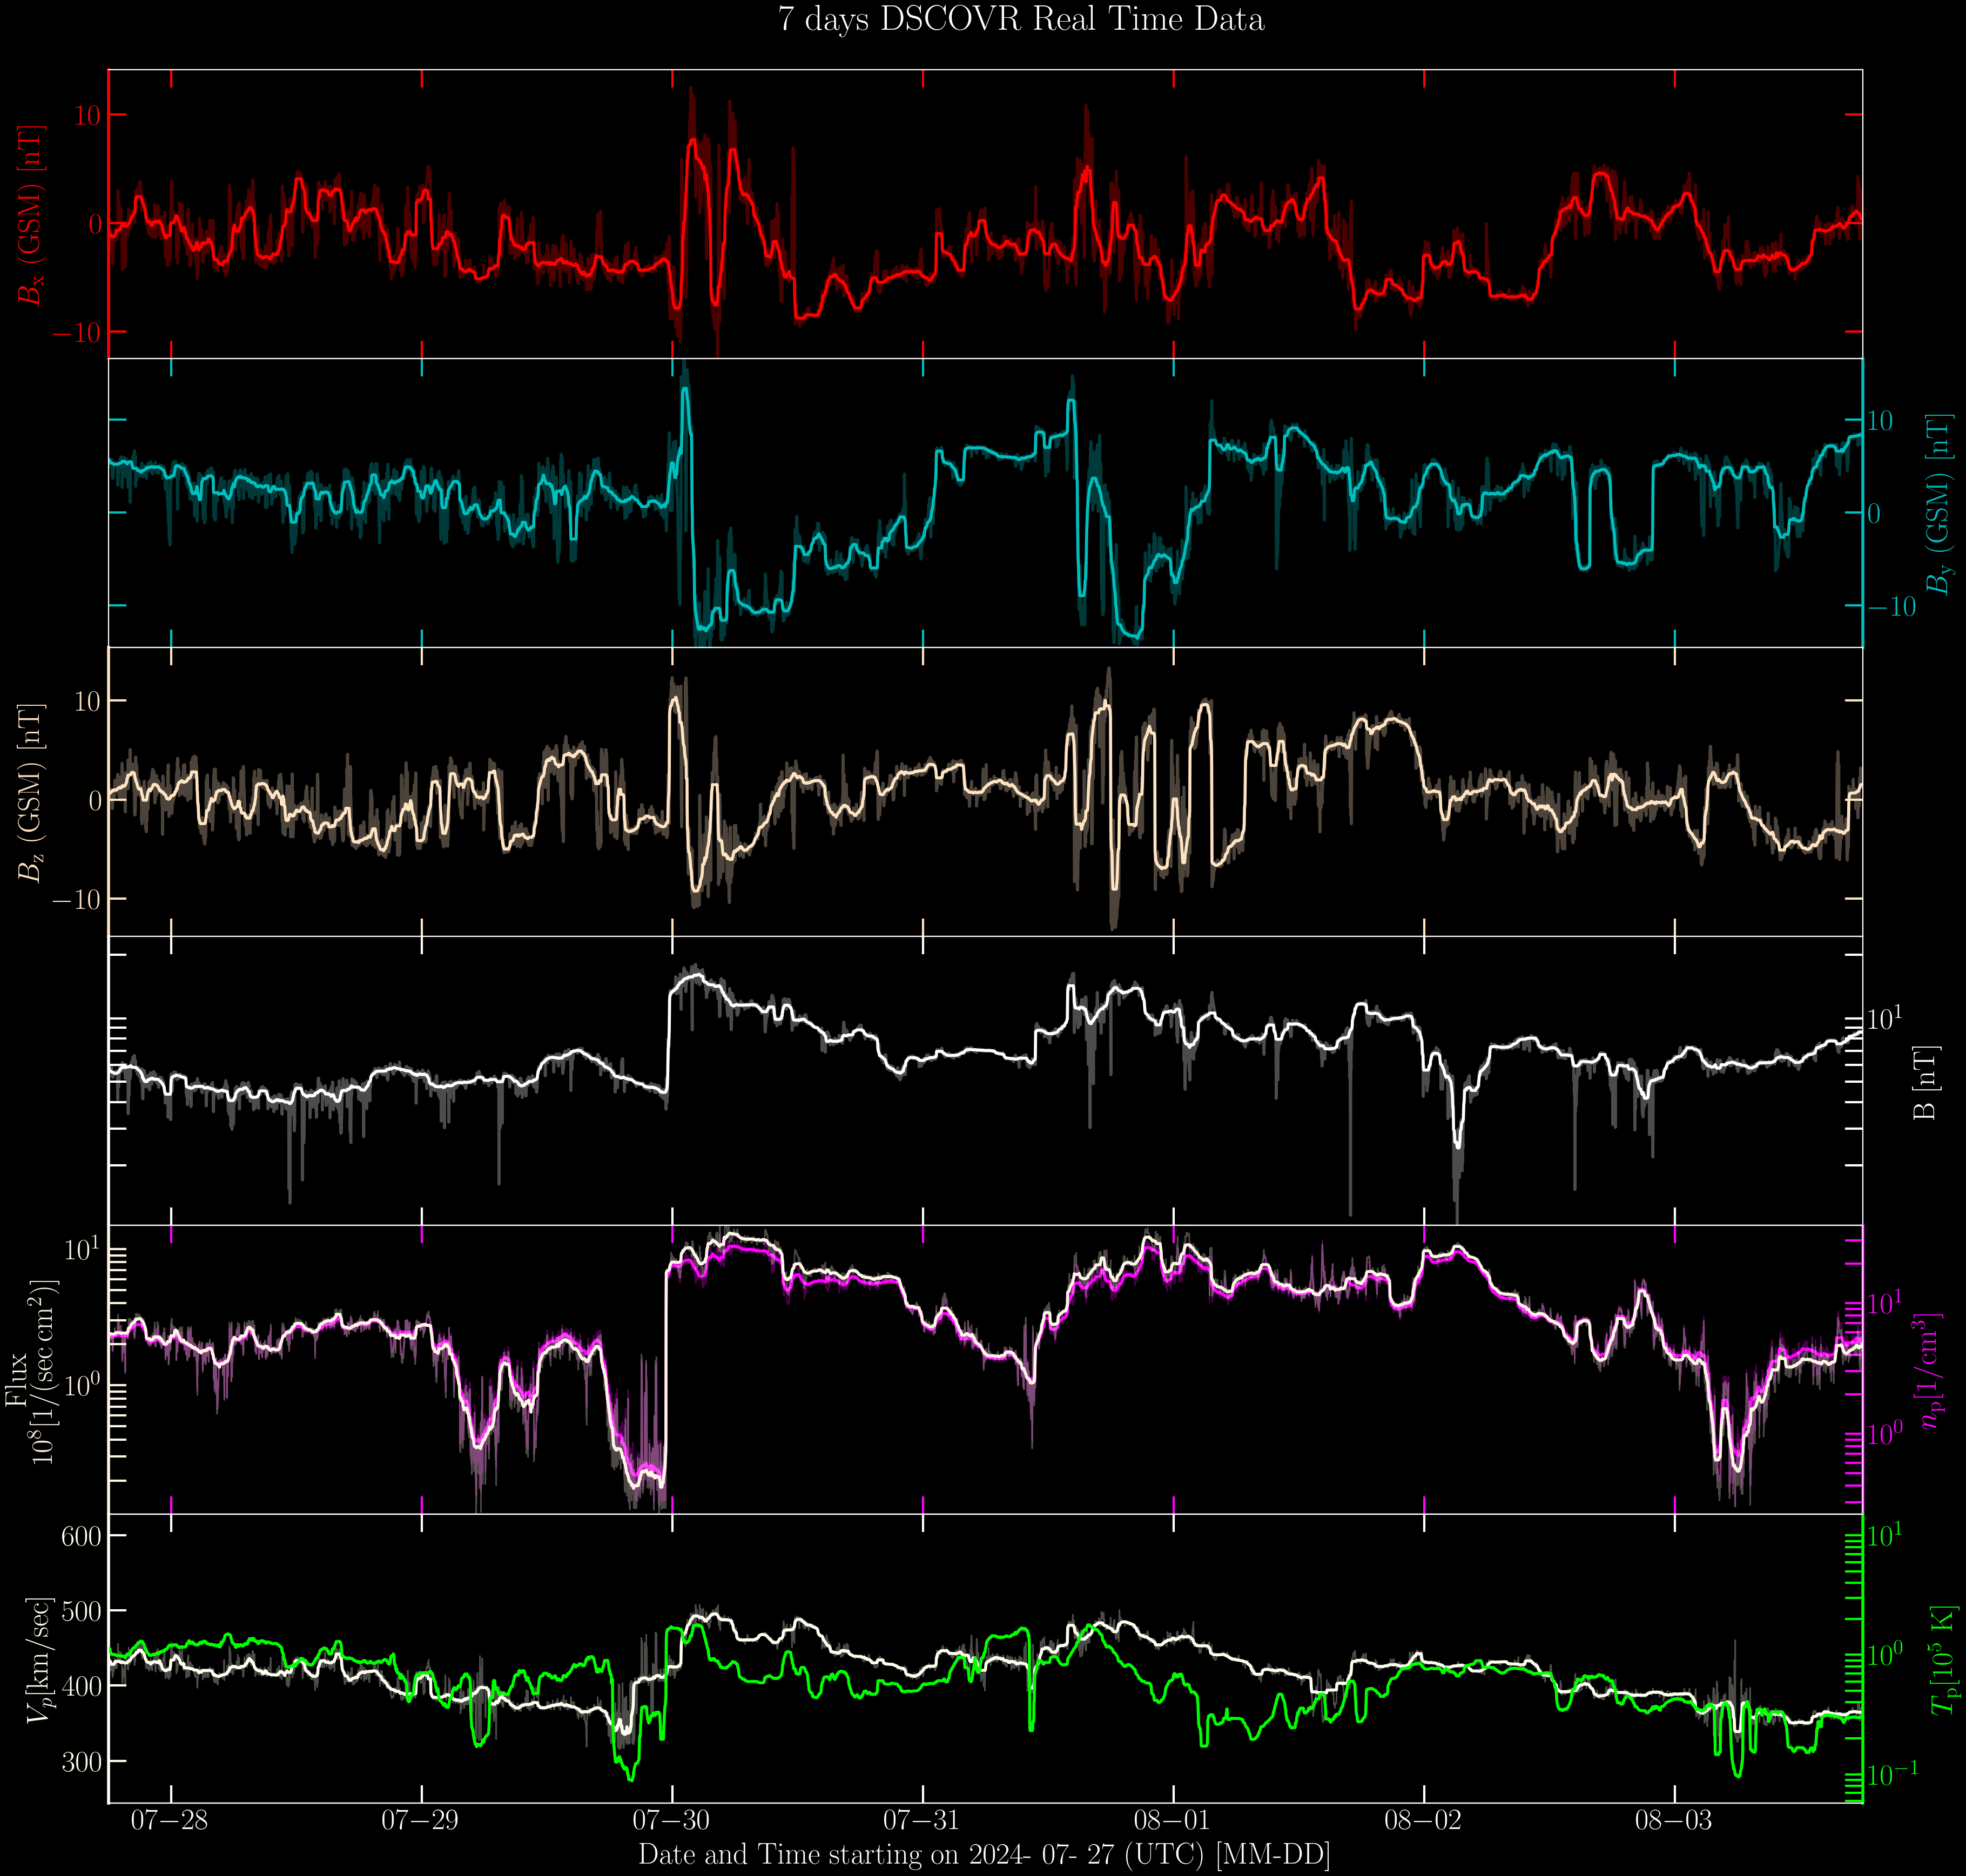 7 days DSCOVR Real Time Data
10
0
−10
Bx (GSM) [nT]
10
0
−10
By (GSM) [nT]
10
0
−10
Bz (GSM) [nT]
10¹
B [nT]
10¹
10⁰
Flux
10⁸[1/(sec cm²)]
10¹
10⁰
np[1/cm³]
600
500
400
300
Vp[km/sec]
10¹
10⁰
10⁻¹
Tp[10⁵ K]
07−28 07−29 07−30 07−31 08−01 08−02 08−03
Date and Time starting on 2024- 07- 27 (UTC) [MM-DD]